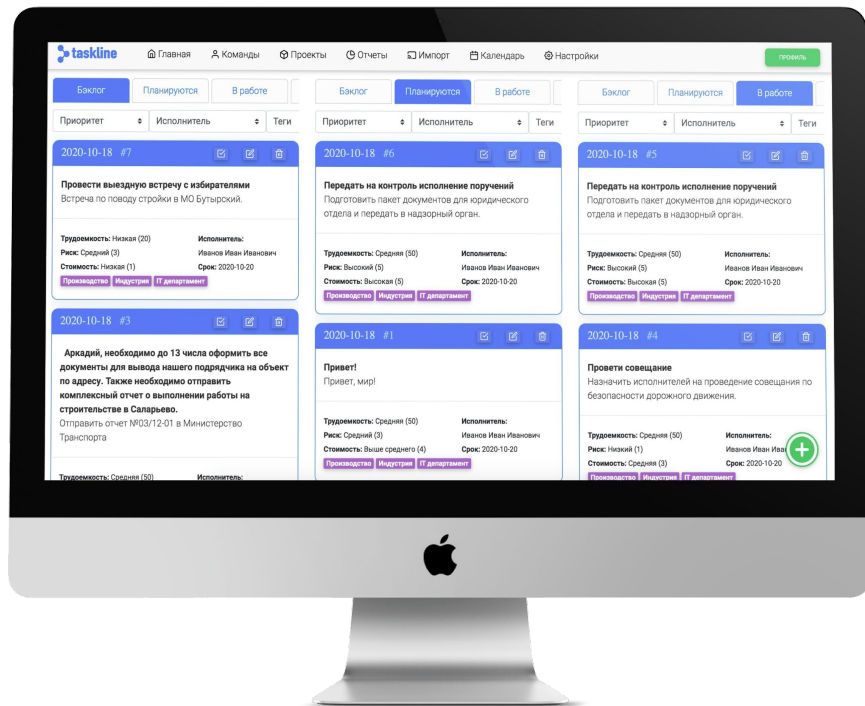 taskline
Главная
Команды
Проекты
Отчеты
Импорт
Календарь
Настройки
ПРОФИЛЬ
Бэклог
Планируются
В работе
Приоритет
Исполнитель
Теги
2020-10-18 #7
Провести выездную встречу с избирателями
Встреча по поводу стройки в МО Бутырский.
Трудоемкость: Низкая (20)
Риск: Средний (3)
Стоимость: Низкая (1)
Исполнитель:
Иванов Иван Иванович
Срок: 2020-10-20
Производство Индустрия IT департамент
2020-10-18 #3
Аркадий, необходимо до 13 числа оформить все
документы для вывода нашего подрядчика на объект
по адресу. Также необходимо отправить
комплексный отчет о выполнении работы на
строительстве в Саларьево.
Отправить отчет №03/12-01 в Министерство
Транспорта
Трудоемкость: Средняя (50)
Исполнитель:
Бэклог
Планируются
В работе
Приоритет
Исполнитель
Теги
2020-10-18 #6
Передать на контроль исполнение поручений
Подготовить пакет документов для юридического
отдела и передать в надзорный орган.
Трудоемкость: Средняя (50)
Риск: Высокий (5)
Стоимость: Высокая (5)
Исполнитель:
Иванов Иван Иванович
Срок: 2020-10-20
Производство Индустрия IT департамент
2020-10-18 #1
Привет!
Привет, мир!
Трудоемкость: Средняя (50)
Риск: Средний (3)
Стоимость: Выше среднего (4)
Исполнитель:
Иванов Иван Иванович
Срок: 2020-10-20
Производство Индустрия IT департамент
Бэклог
Планируются
В работе
Приоритет
Исполнитель
Теги
2020-10-18 #5
Передать на контроль исполнение поручений
Подготовить пакет документов для юридического
отдела и передать в надзорный орган.
Трудоемкость: Средняя (50)
Риск: Высокий (5)
Стоимость: Высокая (5)
Исполнитель:
Иванов Иван Иванович
Срок: 2020-10-20
Производство Индустрия IT департамент
2020-10-18 #4
Провети совещание
Назначить исполнителей на проведение совещания по
безопасности дорожного движения.
Трудоемкость: Средняя (50)
Риск: Низкий (1)
Стоимость: Средняя (3)
Исполнитель:
Иванов Иван Ива
Срок: 2020-10-20
Производство Индустрия IT департамент